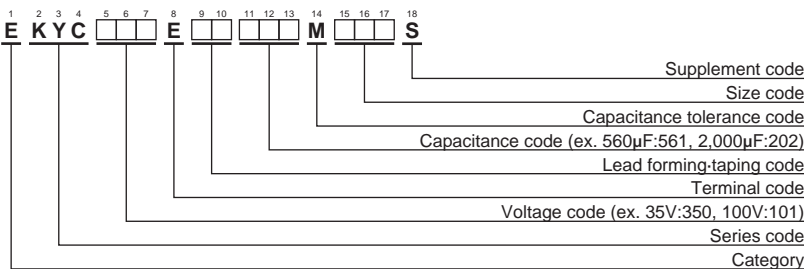 1 2 3 4 5 6 7 8 9 10 11 12 13 14 15 16 17 18
E K Y C □□□ E □□ □□□ M □□□ S
Supplement code
Size code
Capacitance tolerance code
Capacitance code (ex. 560µF:561, 2,000µF:202)
Lead forming·taping code
Terminal code
Voltage code (ex. 35V:350, 100V:101)
Series code
Category